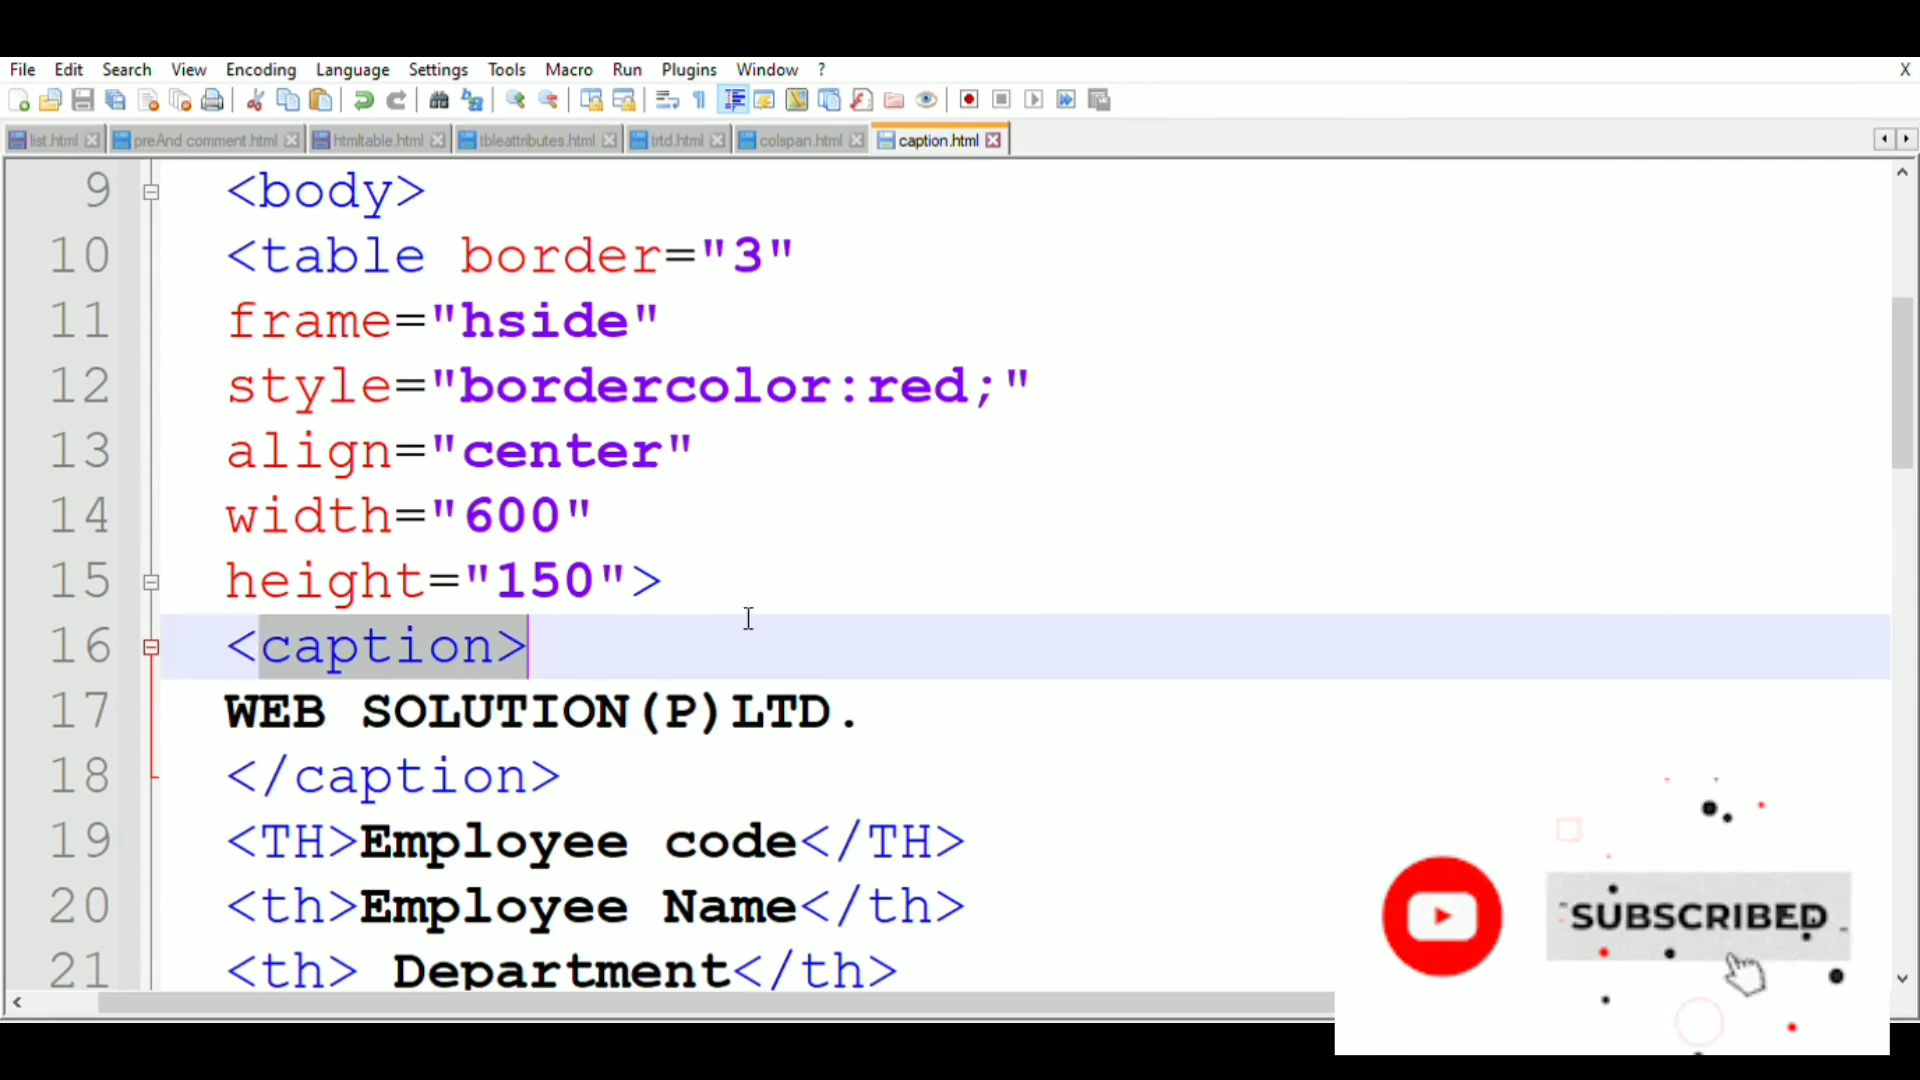 File Edit Search View Encoding Language Settings Tools Macro Run Plugins Window ? X
list.html preAnd comment.html htmltable.html tbleattributes.html trtd.html colspan.html caption.html
9 <body>
10 <table border="3"
11 frame="hside"
12 style="bordercolor:red;"
13 align="center"
14 width="600"
15 height="150">
16 <caption>
17 WEB SOLUTION(P)LTD.
18 </caption>
19 <TH>Employee code</TH>
20 <th>Employee Name</th>
21 <th> Department</th>
SUBSCRIBED